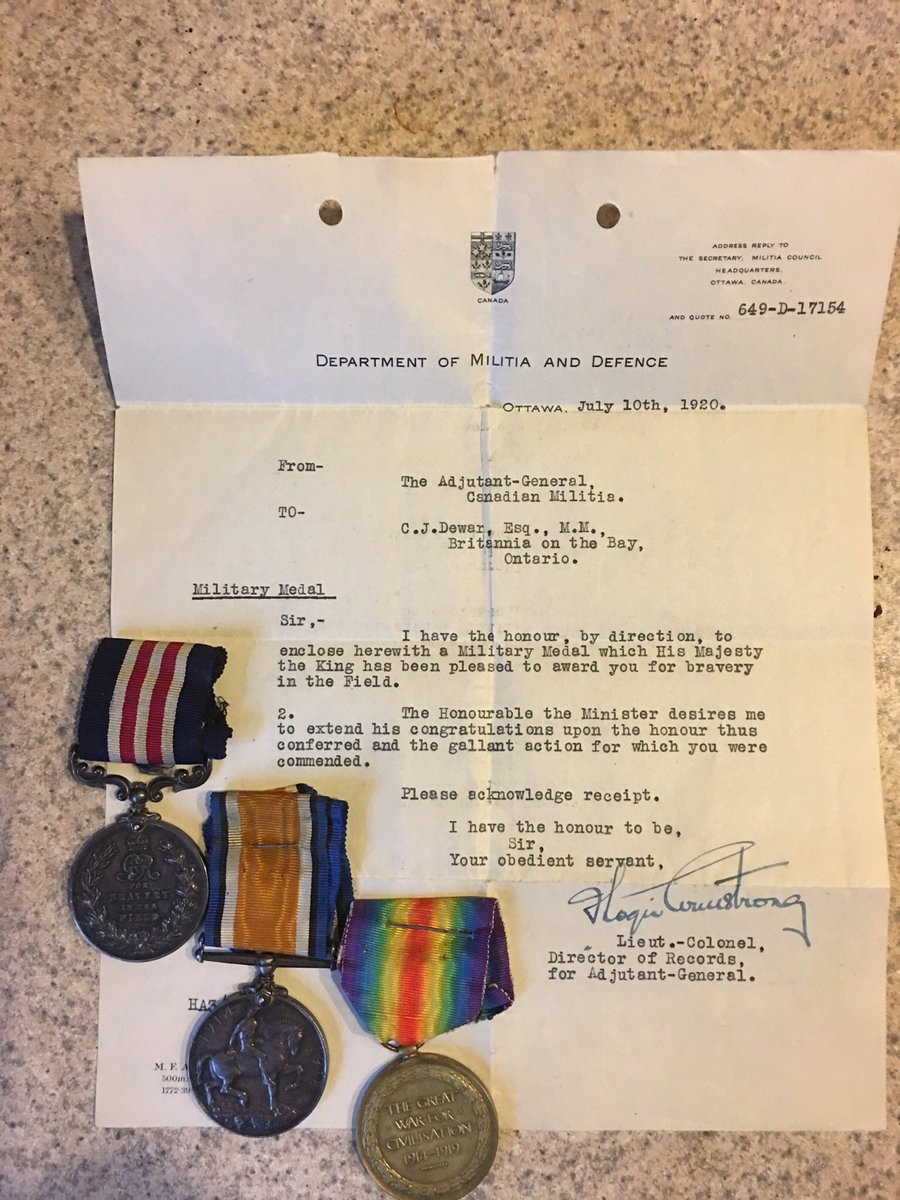 CANADA
ADDRESS REPLY TO
THE SECRETARY, MILITIA COUNCIL
HEADQUARTERS,
OTTAWA, CANADA.
AND QUOTE NO. 649-D-17154
DEPARTMENT OF MILITIA AND DEFENCE
OTTAWA, July 10th, 1920.
From-
The Adjutant-General,
Canadian Militia.
TO-
C.J.Dewar, Esq., M.M.,
Britannia on the Bay,
Ontario.
Military Medal
Sir,-
I have the honour, by direction, to
enclose herewith a Military Medal which His Majesty
the King has been pleased to award you for bravery
in the Field.
2. The Honourable the Minister desires me
to extend his congratulations upon the honour thus
conferred and the gallant action for which you were
commended.
Please acknowledge receipt.
I have the honour to be,
Sir,
Your obedient servant,
Armstrong
Lieut.-Colonel,
Director of Records,
for Adjutant-General.
M. F. A
500m
1772-39
FOR
BRAVERY
IN THE
FIELD
THE GREAT
WAR FOR
CIVILISATION
1914-1919